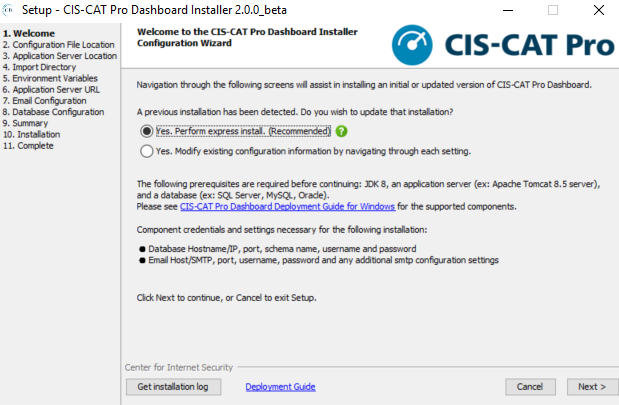 Setup - CIS-CAT Pro Dashboard Installer 2.0.0_beta
1. Welcome
2. Configuration File Location
3. Application Server Location
4. Import Directory
5. Environment Variables
6. Application Server URL
7. Email Configuration
8. Database Configuration
9. Summary
10. Installation
11. Complete
Welcome to the CIS-CAT Pro Dashboard Installer
Configuration Wizard
CIS-CAT Pro
Navigation through the following screens will assist in installing an initial or updated version of CIS-CAT Pro Dashboard.
A previous installation has been detected. Do you wish to update that installation?
Yes. Perform express install. (Recommended)
?
Yes. Modify existing configuration information by navigating through each setting.
The following prerequisites are required before continuing: JDK 8, an application server (ex: Apache Tomcat 8.5 server),
and a database (ex: SQL Server, MySQL, Oracle).
Please see CIS-CAT Pro Dashboard Deployment Guide for Windows for the supported components.
Component credentials and settings necessary for the following installation:
● Database Hostname/IP, port, schema name, username and password
● Email Host/SMTP, port, username, password and any additional smtp configuration settings
Click Next to continue, or Cancel to exit Setup.
Center for Internet Security
Get installation log
Deployment Guide
Cancel
Next >